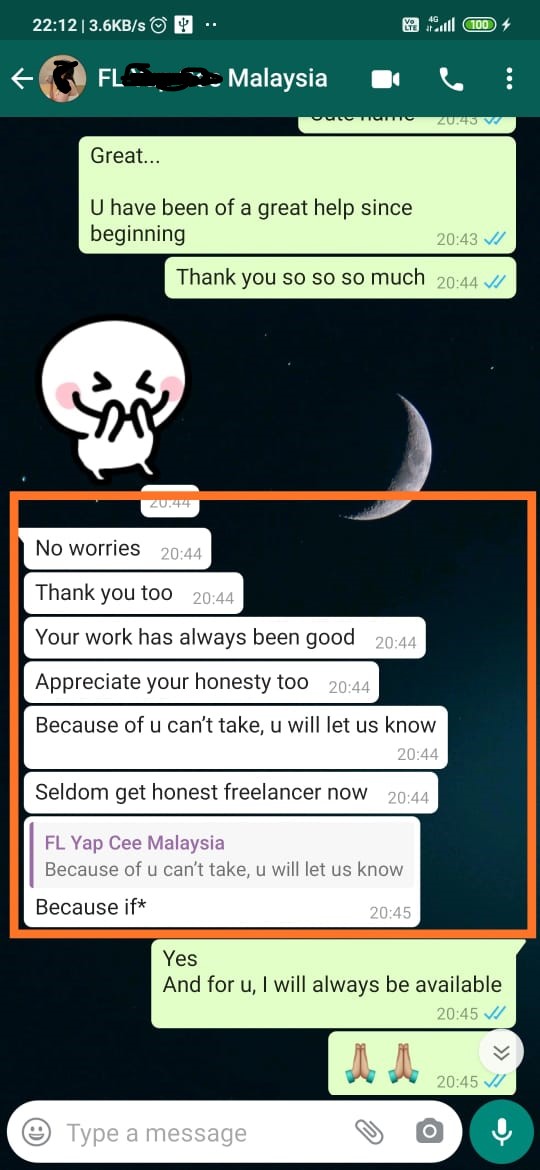 22:12 | 3.6KB/s
Vo
LTE
4G
100
FL Malaysia
20:43
Great...
U have been of a great help since
beginning
20:43
Thank you so so so much 20:44
20:44
No worries 20:44
Thank you too 20:44
Your work has always been good 20:44
Appreciate your honesty too 20:44
Because of u can't take, u will let us know
20:44
Seldom get honest freelancer now 20:44
FL Yap Cee Malaysia
Because of u can't take, u will let us know
Because if* 20:45
Yes
And for u, I will always be available
20:45
20:45
Type a message